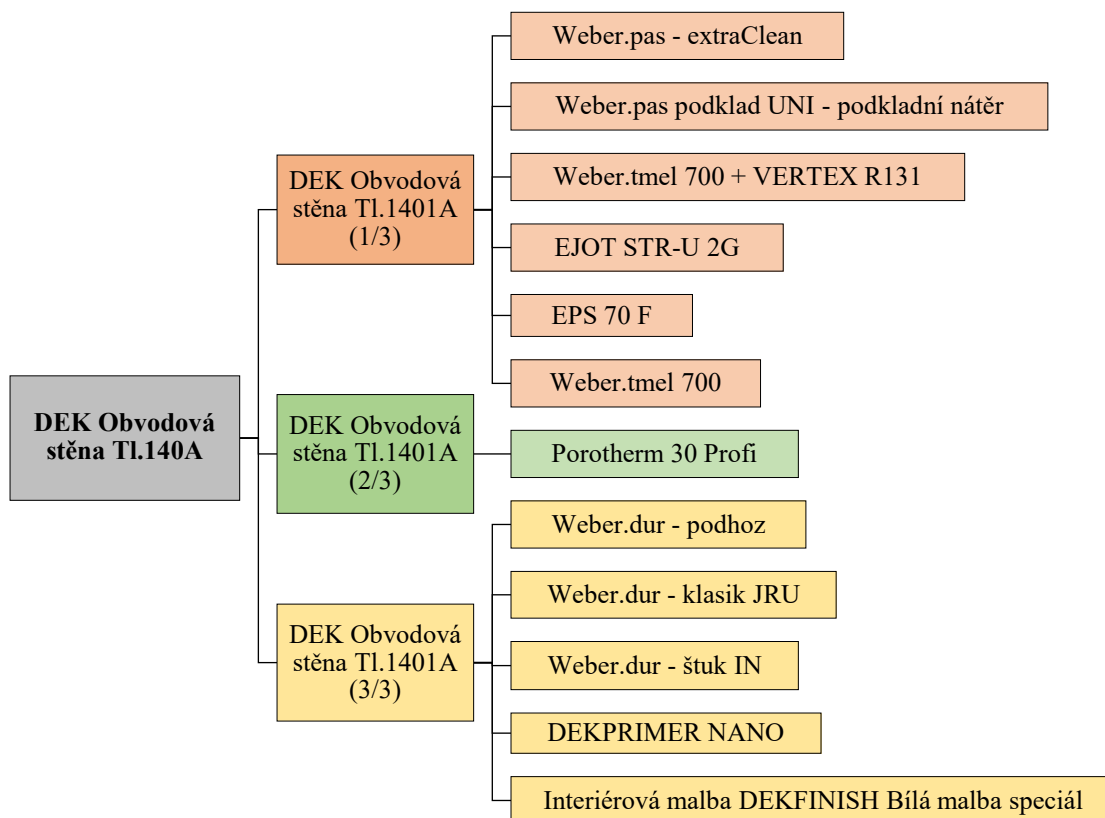 DEK Obvodová
stěna Tl.140A
DEK Obvodová
stěna Tl.1401A
(1/3)
Weber.pas - extraClean
Weber.pas podklad UNI - podkladní nátěr
Weber.tmel 700 + VERTEX R131
EJOT STR-U 2G
EPS 70 F
Weber.tmel 700
DEK Obvodová
stěna Tl.1401A
(2/3)
Porotherm 30 Profi
DEK Obvodová
stěna Tl.1401A
(3/3)
Weber.dur - podhoz
Weber.dur - klasik JRU
Weber.dur - štuk IN
DEKPRIMER NANO
Interiérová malba DEKFINISH Bílá malba speciál